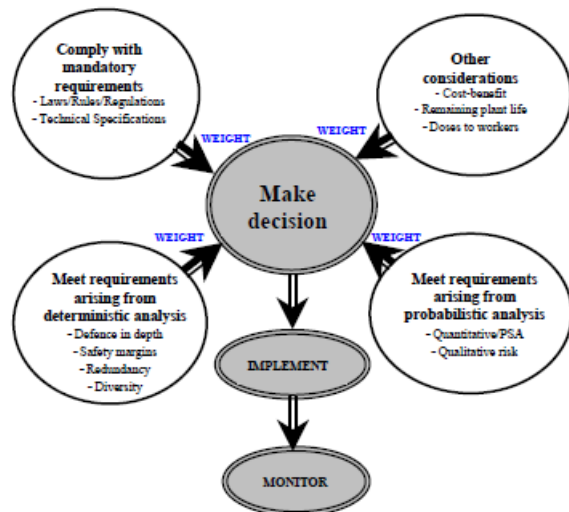 Comply with
mandatory
requirements
- Laws/Rules/Regulations
- Technical Specifications
Other
considerations
- Cost-benefit
- Remaining plant life
- Doses to workers
WEIGHT
WEIGHT
Make
decision
WEIGHT
WEIGHT
Meet requirements
arising from
deterministic analysis
- Defence in depth
- Safety margins
- Redundancy
- Diversity
Meet requirements
arising from
probabilistic analysis
- Quantitative/PSA
- Qualitative risk
IMPLEMENT
MONITOR